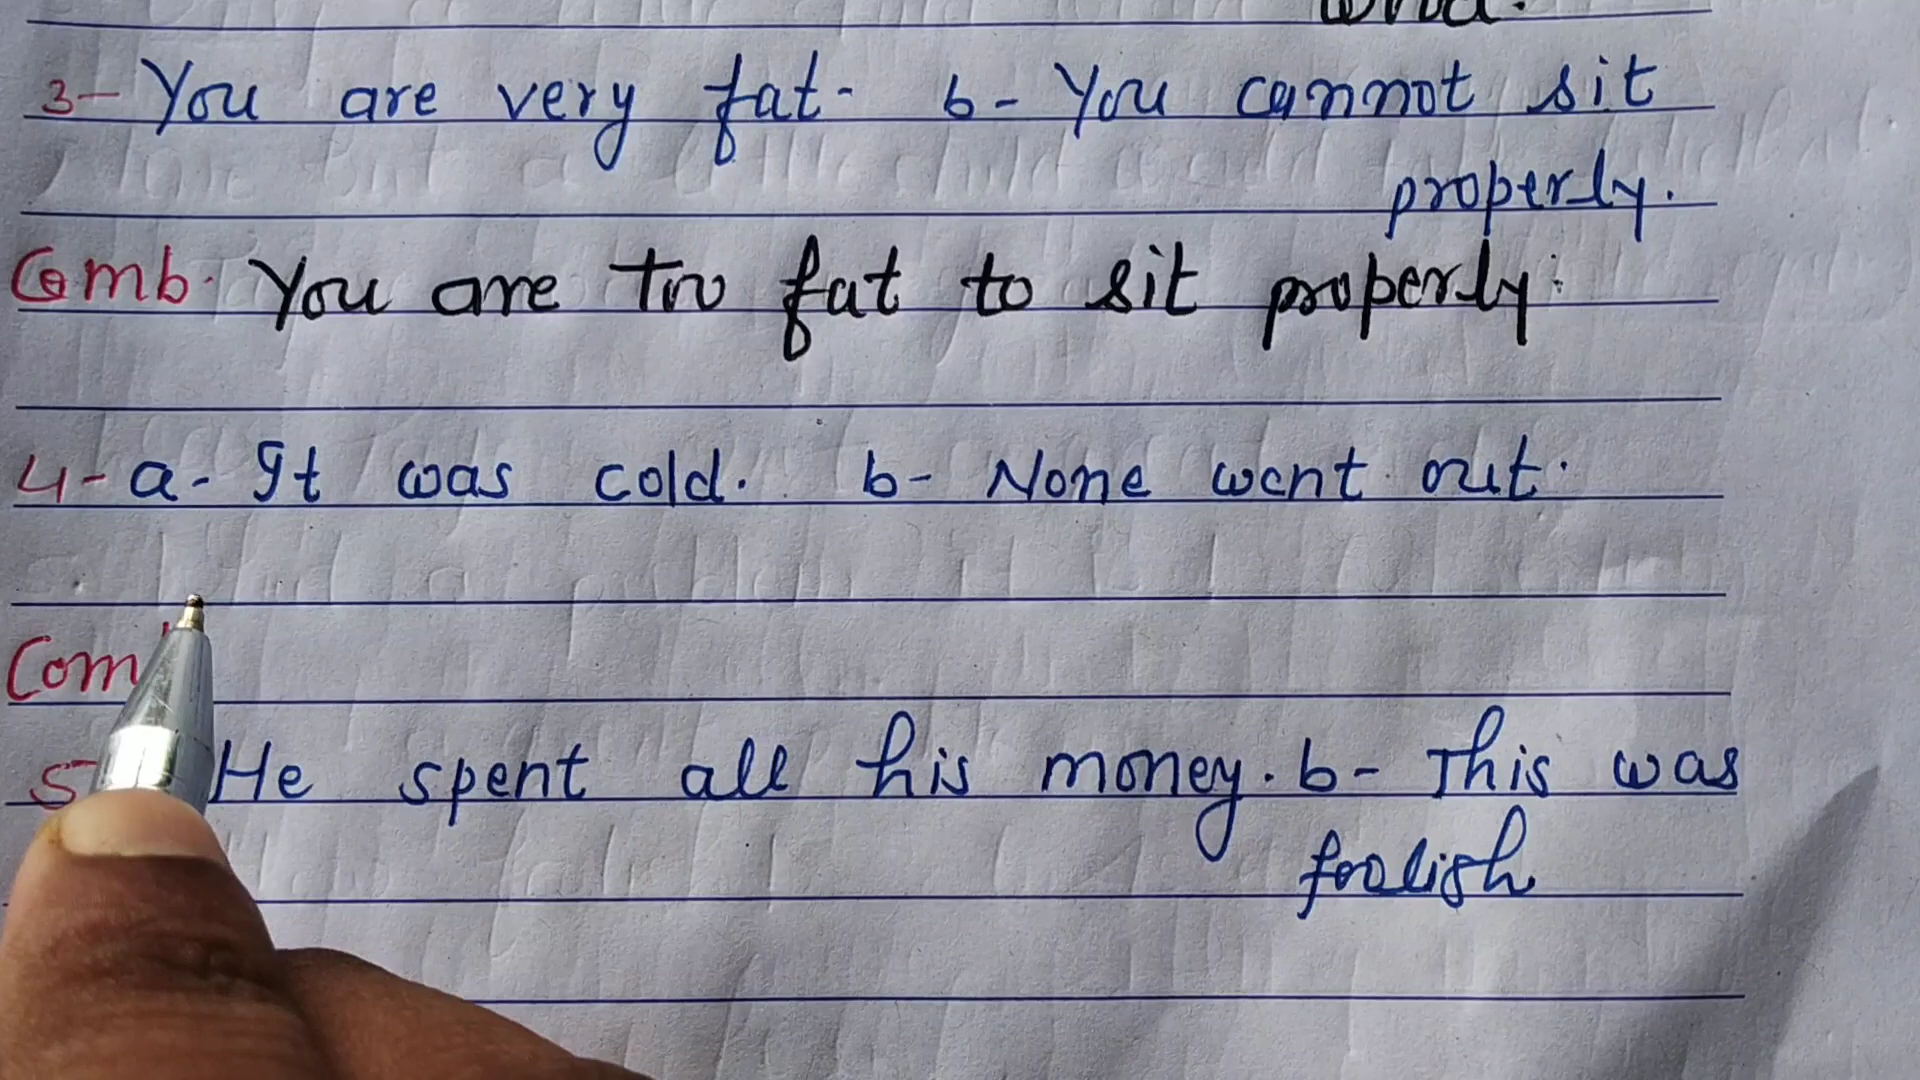 3- You are very fat- b- You cannot sit
properly.
Comb. You are too fat to sit properly.
4- a- It was cold. b- None went out.
Com
5 He spent all his money. b- This was
foolish